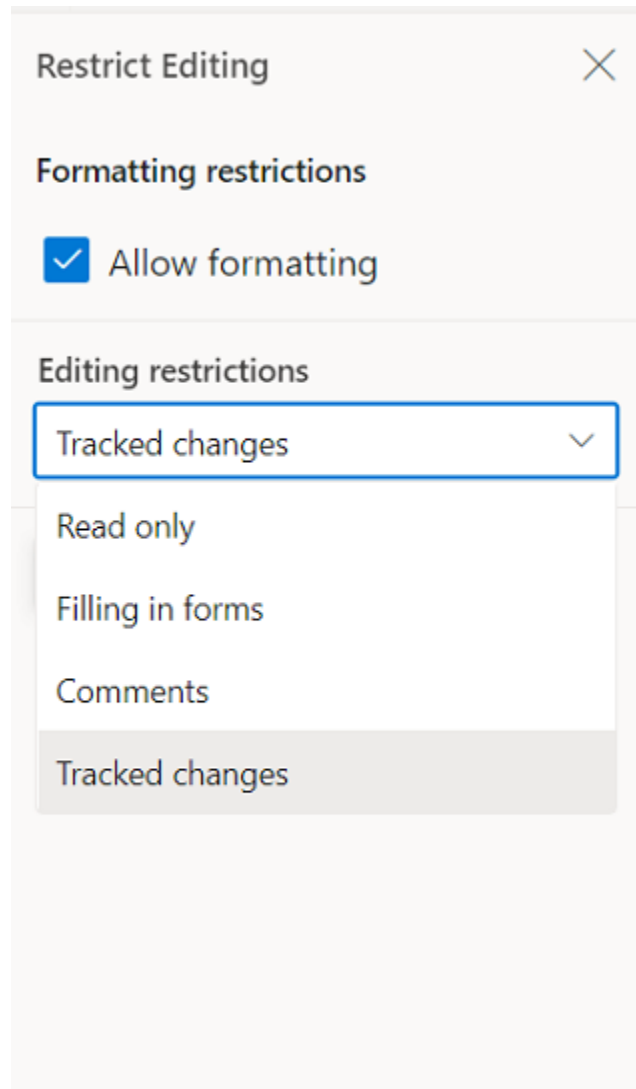 Restrict Editing
Formatting restrictions
Allow formatting
Editing restrictions
Tracked changes
Read only
Filling in forms
Comments
Tracked changes